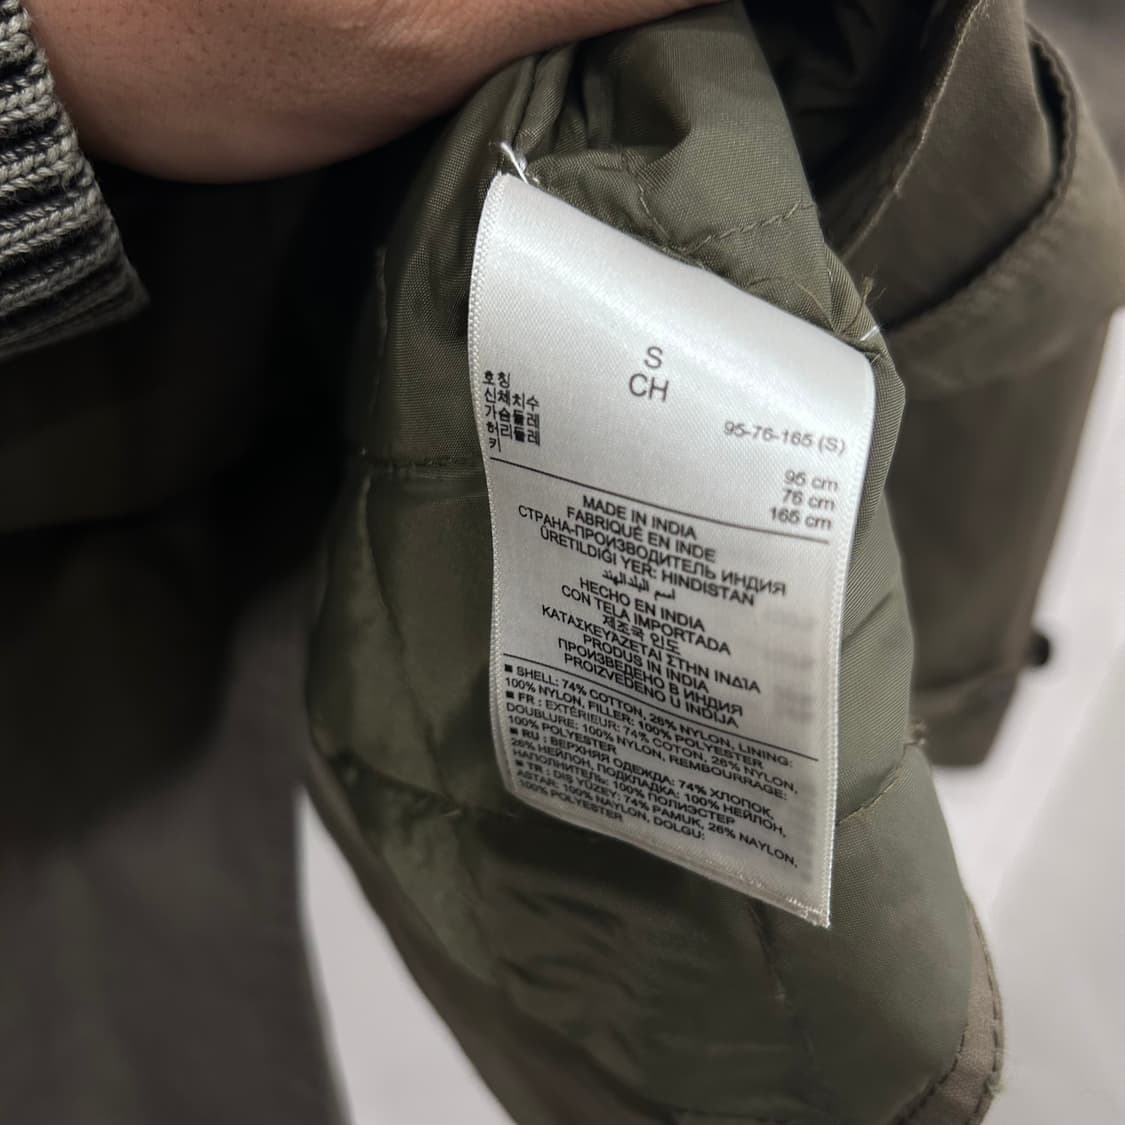 S
CH
호칭
신체치수
가슴둘레
허리둘레
키
95-76-165 (S)
95 cm
76 cm
165 cm
MADE IN INDIA
FABRIQUÉ EN INDE
СТРАНА-ПРОИЗВОДИТЕЛЬ ИНДИЯ
ÜRETILDIĞI YER: HINDISTAN
اسم البلد الهند
HECHO EN INDIA
CON TELA IMPORTADA
제조국 인도
ΚΑΤΑΣΚΕΥΑΖΕΤΑΙ ΣΤΗΝ ΙΝΔΙΑ
PRODUS IN INDIA
ПРОИЗВЕДЕНО В ИНДИЯ
PROIZVEDENO U INDIJA
■ SHELL: 74% COTTON, 26% NYLON, LINING:
100% NYLON, FILLER: 100% POLYESTER
■ FR : EXTÉRIEUR: 74% COTON, 26% NYLON,
DOUBLURE: 100% NYLON, REMBOURRAGE:
100% POLYESTER
■ RU : ВЕРХНЯЯ ОДЕЖДА: 74% ХЛОПОК,
26% НЕЙЛОН, ПОДКЛАДКА: 100% НЕЙЛОН,
НАПОЛНИТЕЛЬ: 100% ПОЛИЭСТЕР
■ TR : DIŞ YÜZEY: 74% PAMUK, 26% NAYLON,
ASTAR: 100% NAYLON, DOLGU:
100% POLYESTER